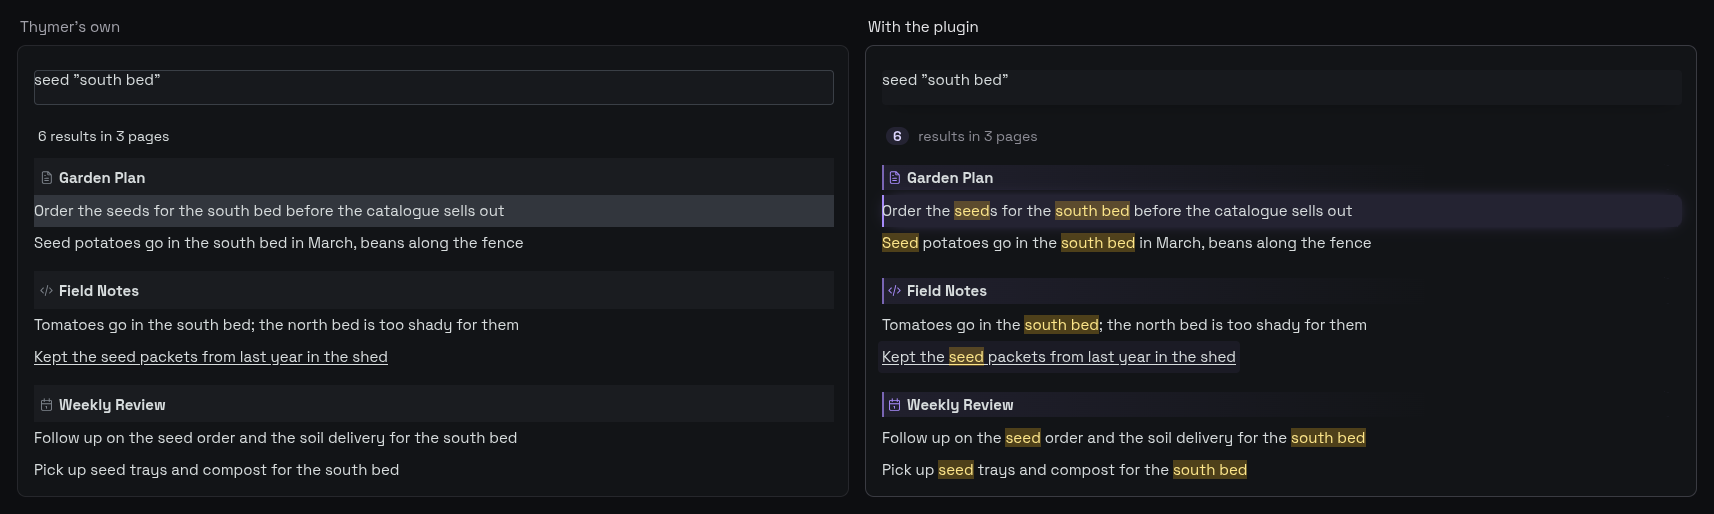 Thymer's own
seed "south bed"
6 results in 3 pages
Garden Plan
Order the seeds for the south bed before the catalogue sells out
Seed potatoes go in the south bed in March, beans along the fence
Field Notes
Tomatoes go in the south bed; the north bed is too shady for them
Kept the seed packets from last year in the shed
Weekly Review
Follow up on the seed order and the soil delivery for the south bed
Pick up seed trays and compost for the south bed
With the plugin
seed "south bed"
6 results in 3 pages
Garden Plan
Order the seeds for the south bed before the catalogue sells out
Seed potatoes go in the south bed in March, beans along the fence
Field Notes
Tomatoes go in the south bed; the north bed is too shady for them
Kept the seed packets from last year in the shed
Weekly Review
Follow up on the seed order and the soil delivery for the south bed
Pick up seed trays and compost for the south bed